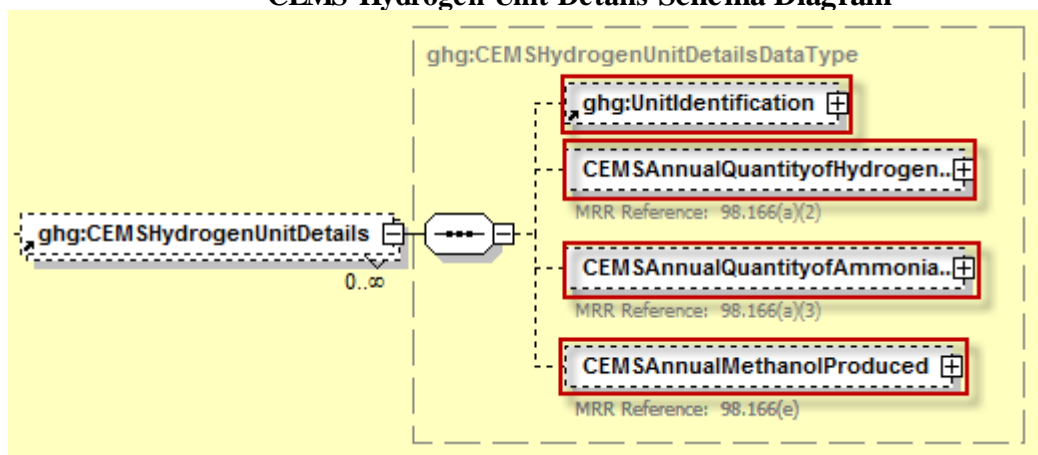 CEMS Hydrogen Unit Details Schema Diagram
ghg:CEMSHydrogenUnitDetailsDataType
ghg:UnitIdentification
CEMSAnnualQuantityofHydrogen..
MRR Reference: 98.166(a)(2)
ghg:CEMSHydrogenUnitDetails
0..∞
CEMSAnnualQuantityofAmmonia..
MRR Reference: 98.166(a)(3)
CEMSAnnualMethanolProduced
MRR Reference: 98.166(e)